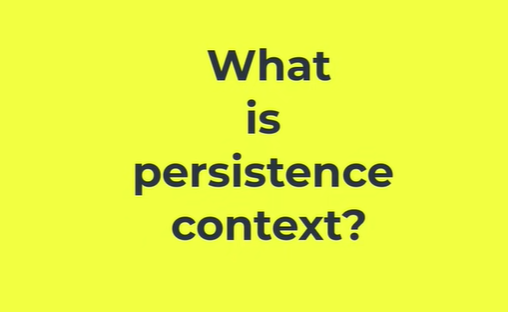 What
is
persistence
context?